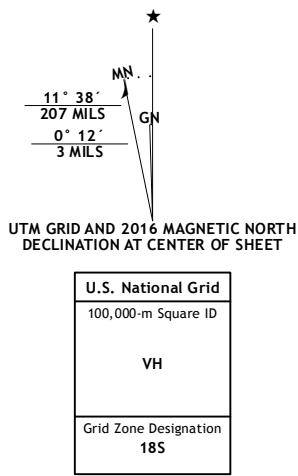 ★
MN
11° 38´
207 MILS
GN
0° 12´
3 MILS
UTM GRID AND 2016 MAGNETIC NORTH
DECLINATION AT CENTER OF SHEET
U.S. National Grid
100,000-m Square ID
VH
Grid Zone Designation
18S